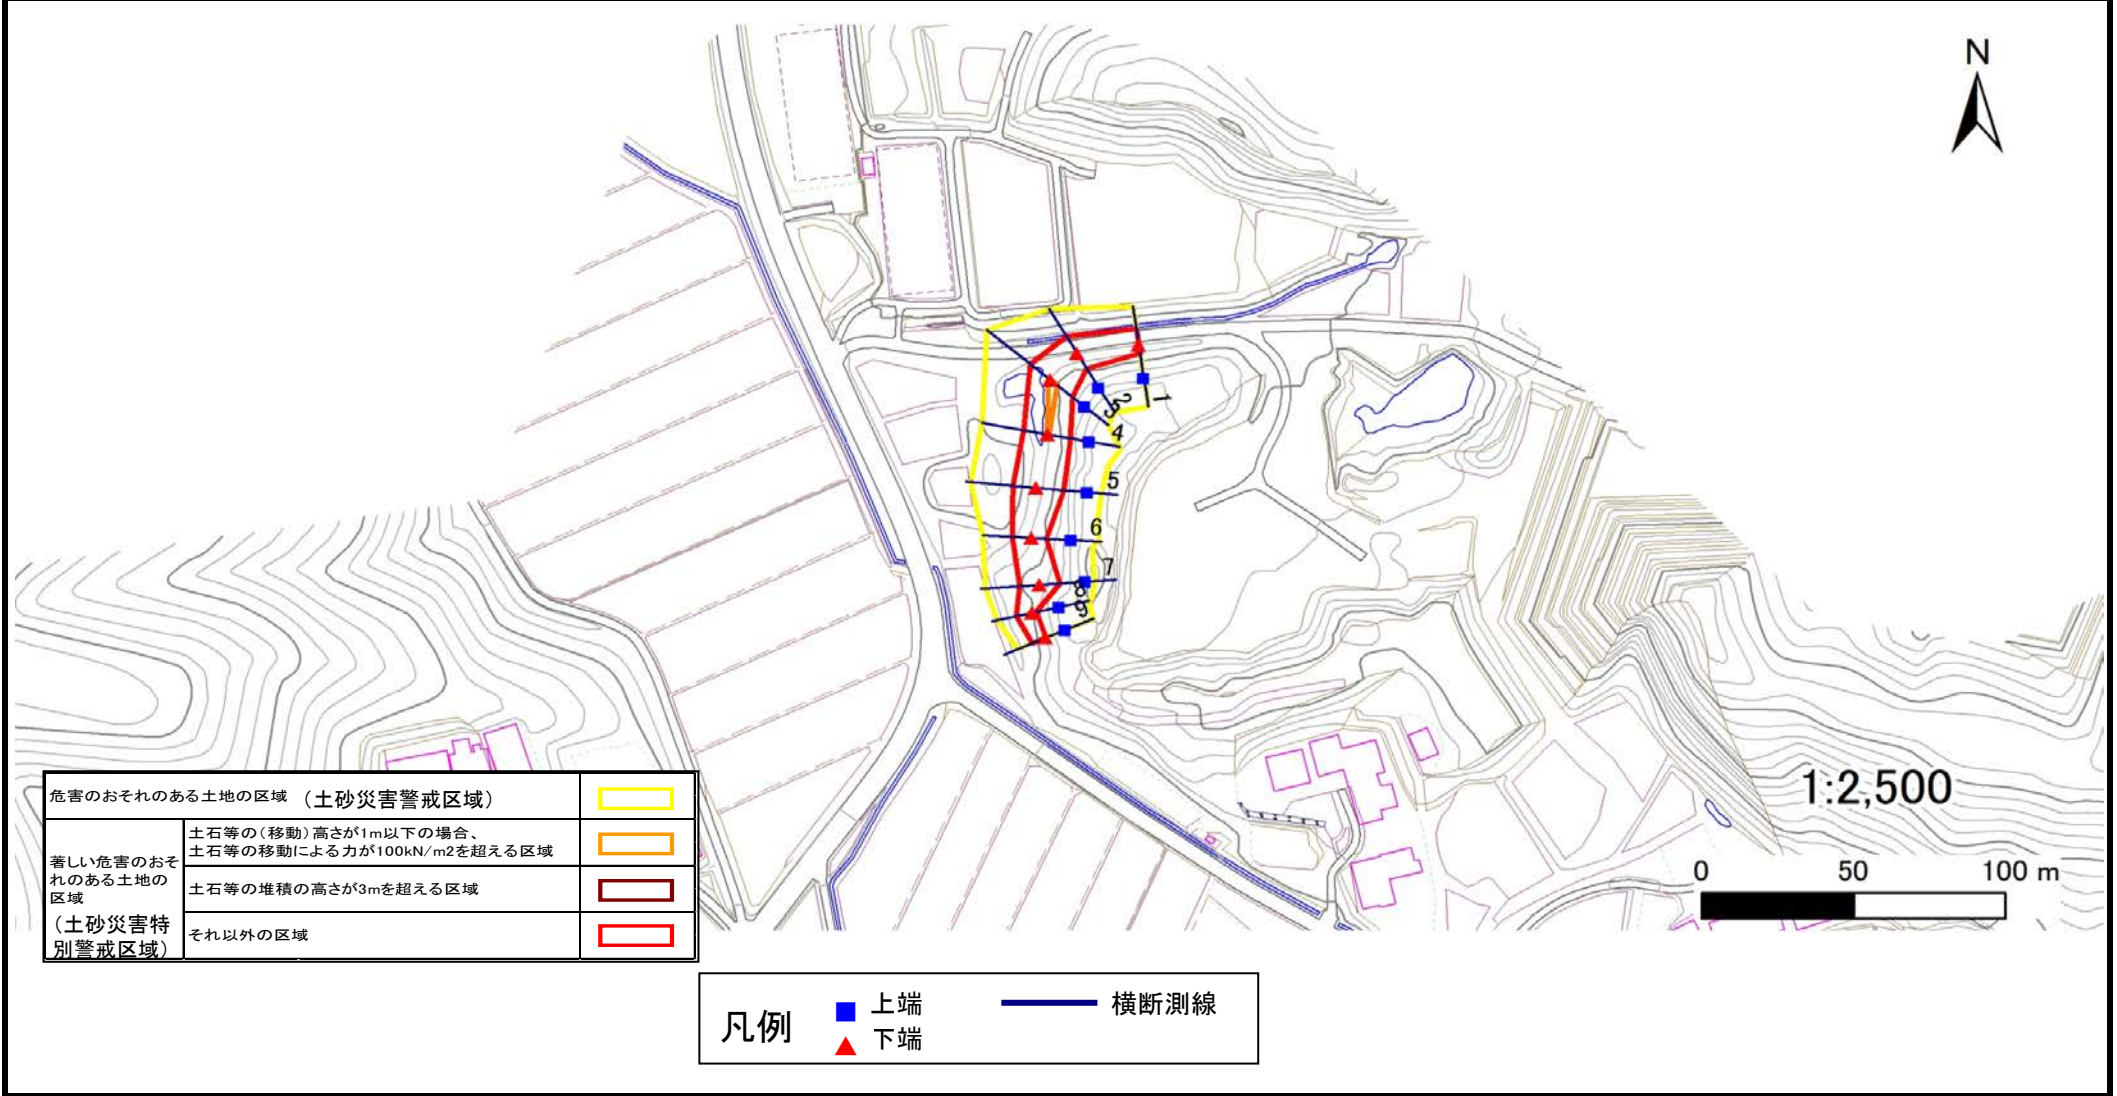 N
1
2
3
4
5
6
7
8
危害のおそれのある土地の区域 (土砂災害警戒区域)
著しい危害のおそ
れのある土地の
区域
(土砂災害特
別警戒区域)
土石等の(移動)高さが1m以下の場合、
土石等の移動による力が100kN/m2を超える区域
土石等の堆積の高さが3mを超える区域
それ以外の区域
1:2,500
0 50 100 m
凡例
上端
下端
横断測線